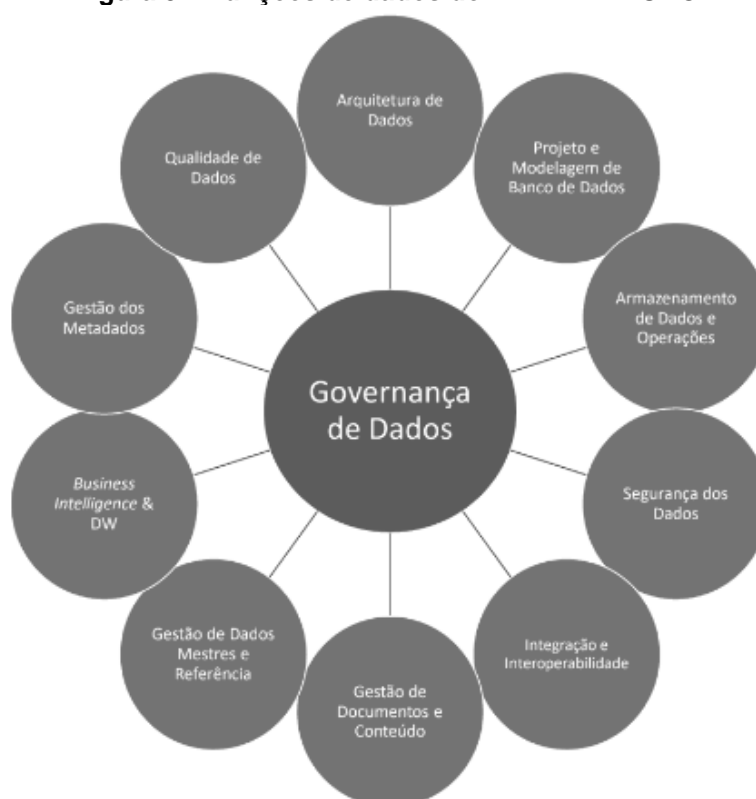 Governança
de Dados
Arquitetura de
Dados
Projeto e
Modelagem de
Banco de Dados
Armazenamento
de Dados e
Operações
Segurança dos
Dados
Integração e
Interoperabilidade
Gestão de
Documentos e
Conteúdo
Gestão de Dados
Mestres e
Referência
Business
Intelligence &
DW
Gestão dos
Metadados
Qualidade de
Dados